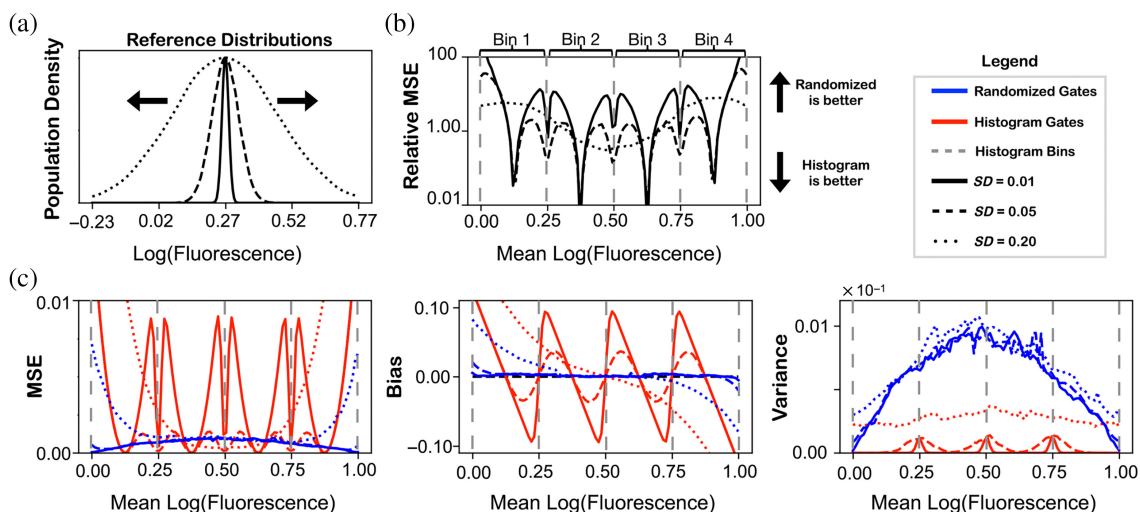 (a)
Reference Distributions
Population Density
−0.23 0.02 0.27 0.52 0.77
Log(Fluorescence)
(b)
Bin 1 Bin 2 Bin 3 Bin 4
Relative MSE
100
1.00
0.01
0.00 0.25 0.50 0.75 1.00
Mean Log(Fluorescence)
Randomized
is better
Histogram
is better
Legend
Randomized Gates
Histogram Gates
Histogram Bins
SD = 0.01
SD = 0.05
SD = 0.20
(c)
MSE
0.01
0.00
0.00 0.25 0.50 0.75 1.00
Mean Log(Fluorescence)
Bias
0.10
0.00
−0.10
0.00 0.25 0.50 0.75 1.00
Mean Log(Fluorescence)
Variance
× 10⁻¹
0.01
0.00
0.00 0.25 0.50 0.75 1.00
Mean Log(Fluorescence)